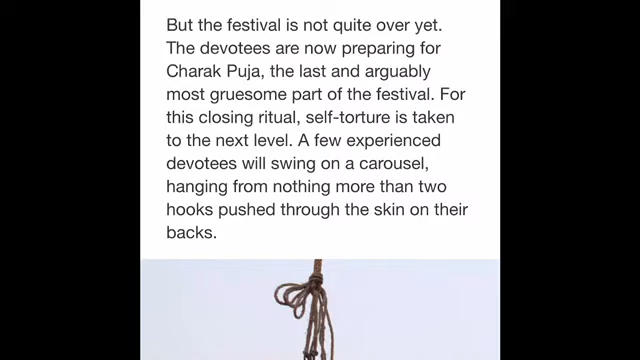 But the festival is not quite over yet.
The devotees are now preparing for
Charak Puja, the last and arguably
most gruesome part of the festival. For
this closing ritual, self-torture is taken
to the next level. A few experienced
devotees will swing on a carousel,
hanging from nothing more than two
hooks pushed through the skin on their
backs.